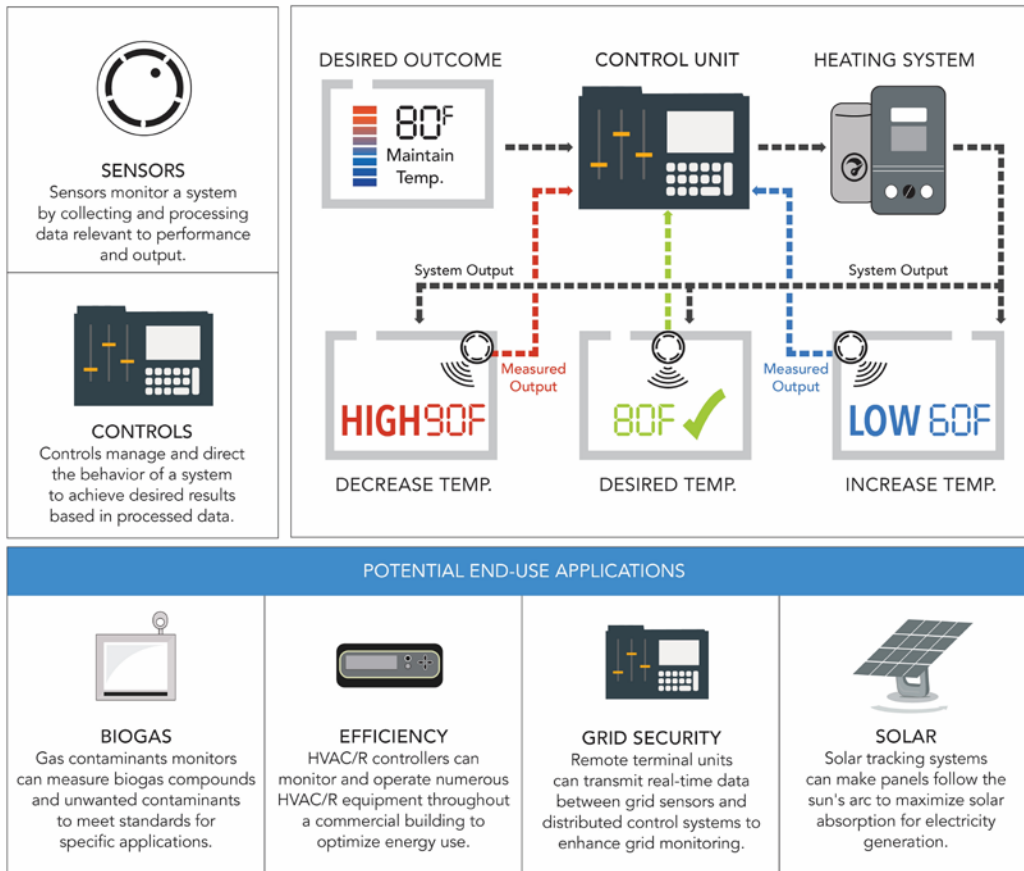 SENSORS
Sensors monitor a system
by collecting and processing
data relevant to performance
and output.
CONTROLS
Controls manage and direct
the behavior of a system
to achieve desired results
based in processed data.
DESIRED OUTCOME
80F
Maintain
Temp.
CONTROL UNIT
HEATING SYSTEM
System Output
System Output
Measured
Output
Measured
Output
HIGH 90F
80F
LOW 60F
DECREASE TEMP.
DESIRED TEMP.
INCREASE TEMP.
POTENTIAL END-USE APPLICATIONS
BIOGAS
Gas contaminants monitors
can measure biogas compounds
and unwanted contaminants
to meet standards for
specific applications.
EFFICIENCY
HVAC/R controllers can
monitor and operate numerous
HVAC/R equipment throughout
a commercial building to
optimize energy use.
GRID SECURITY
Remote terminal units
can transmit real-time data
between grid sensors and
distributed control systems to
enhance grid monitoring.
SOLAR
Solar tracking systems
can make panels follow the
sun's arc to maximize solar
absorption for electricity
generation.